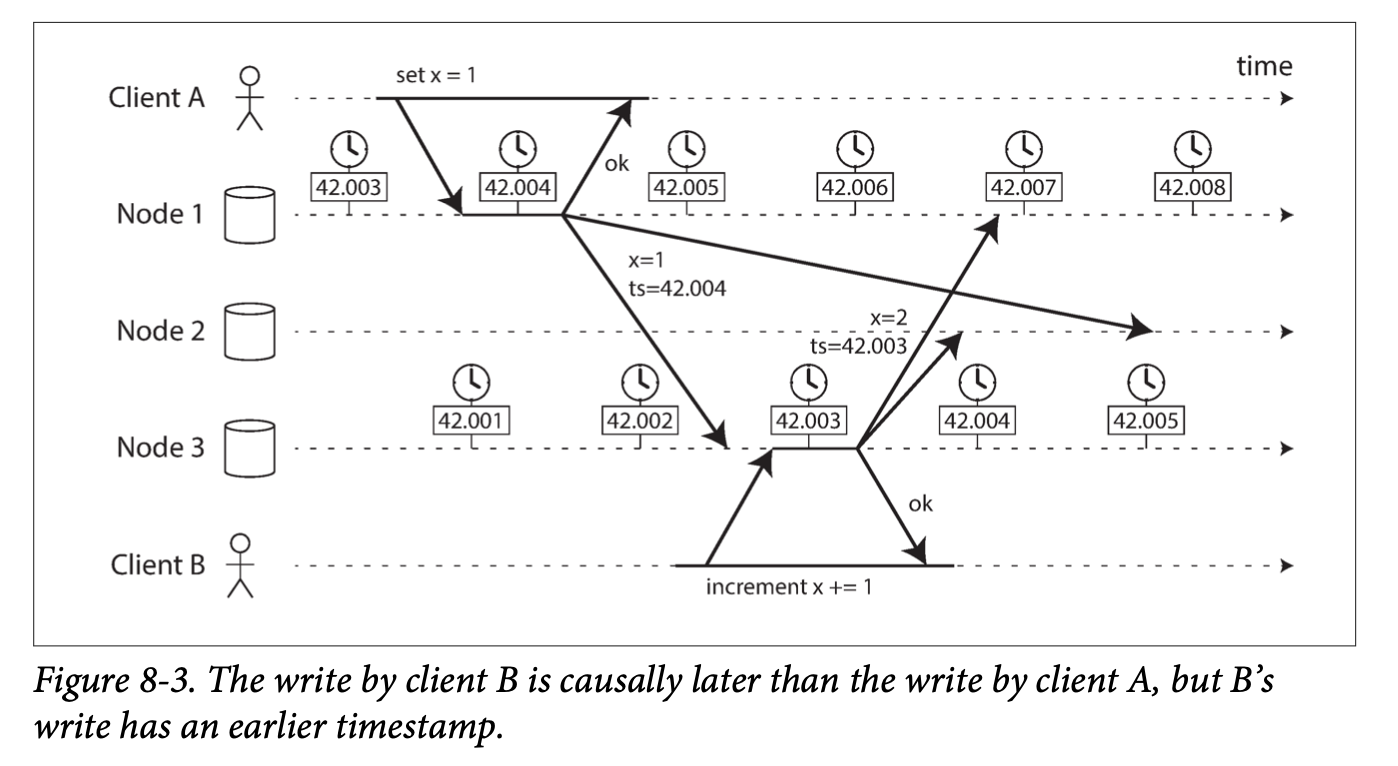 time
set x = 1
Client A
ok
42.003
42.004
42.005
42.006
42.007
42.008
Node 1
x=1
ts=42.004
Node 2
x=2
ts=42.003
42.001
42.002
42.003
42.004
42.005
Node 3
ok
Client B
increment x += 1
Figure 8-3. The write by client B is causally later than the write by client A, but B’s
write has an earlier timestamp.